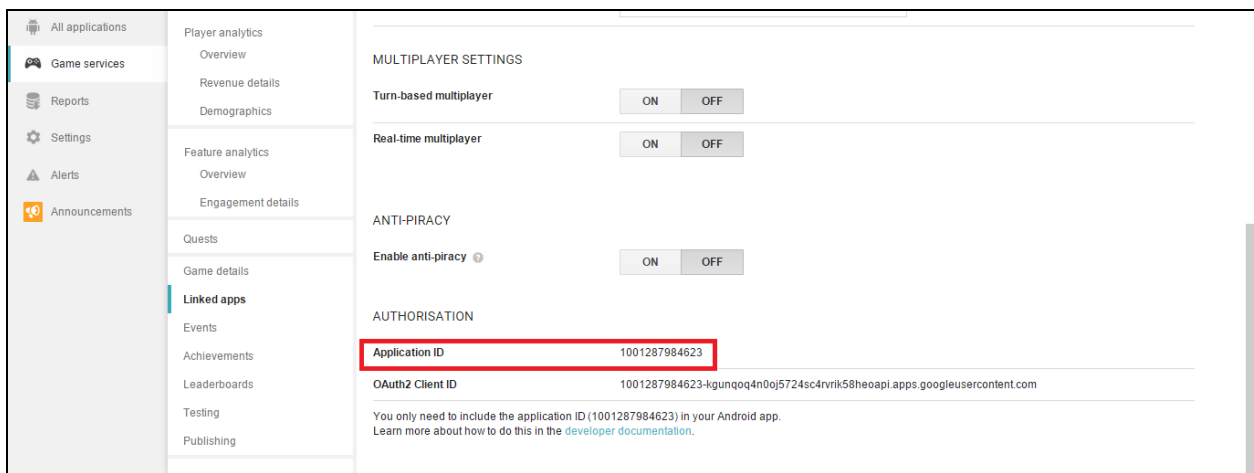 All applications
Game services
Reports
Settings
Alerts
Announcements
Player analytics
Overview
Revenue details
Demographics
Feature analytics
Overview
Engagement details
Quests
Game details
Linked apps
Events
Achievements
Leaderboards
Testing
Publishing
MULTIPLAYER SETTINGS
Turn-based multiplayer ON OFF
Real-time multiplayer ON OFF
ANTI-PIRACY
Enable anti-piracy ? ON OFF
AUTHORISATION
Application ID 1001287984623
OAuth2 Client ID 1001287984623-kgunqoq4n0oj5724sc4rvrik58heoapi.apps.googleusercontent.com
You only need to include the application ID (1001287984623) in your Android app.
Learn more about how to do this in the developer documentation.